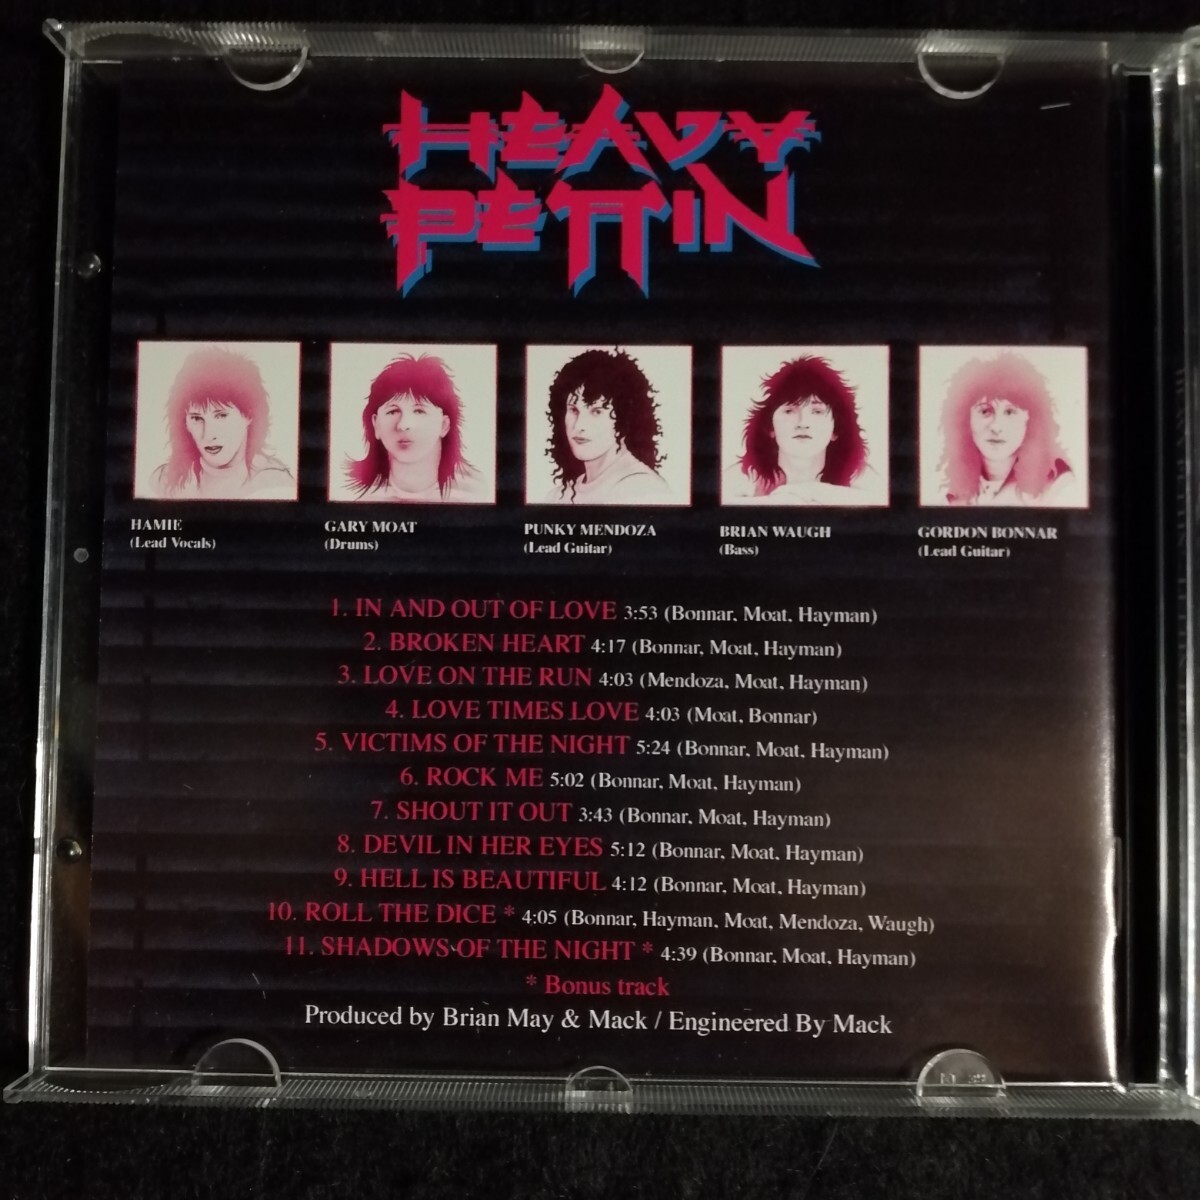 HEAVY
PETTIN
HAMIE
(Lead Vocals)
GARY MOAT
(Drums)
PUNKY MENDOZA
(Lead Guitar)
BRIAN WAUGH
(Bass)
GORDON BONNAR
(Lead Guitar)
1. IN AND OUT OF LOVE 3:53 (Bonnar, Moat, Hayman)
2. BROKEN HEART 4:17 (Bonnar, Moat, Hayman)
3. LOVE ON THE RUN 4:03 (Mendoza, Moat, Hayman)
4. LOVE TIMES LOVE 4:03 (Moat, Bonnar)
5. VICTIMS OF THE NIGHT 5:24 (Bonnar, Moat, Hayman)
6. ROCK ME 5:02 (Bonnar, Moat, Hayman)
7. SHOUT IT OUT 3:43 (Bonnar, Moat, Hayman)
8. DEVIL IN HER EYES 5:12 (Bonnar, Moat, Hayman)
9. HELL IS BEAUTIFUL 4:12 (Bonnar, Moat, Hayman)
10. ROLL THE DICE * 4:05 (Bonnar, Hayman, Moat, Mendoza, Waugh)
11. SHADOWS OF THE NIGHT * 4:39 (Bonnar, Moat, Hayman)
* Bonus track
Produced by Brian May & Mack / Engineered By Mack